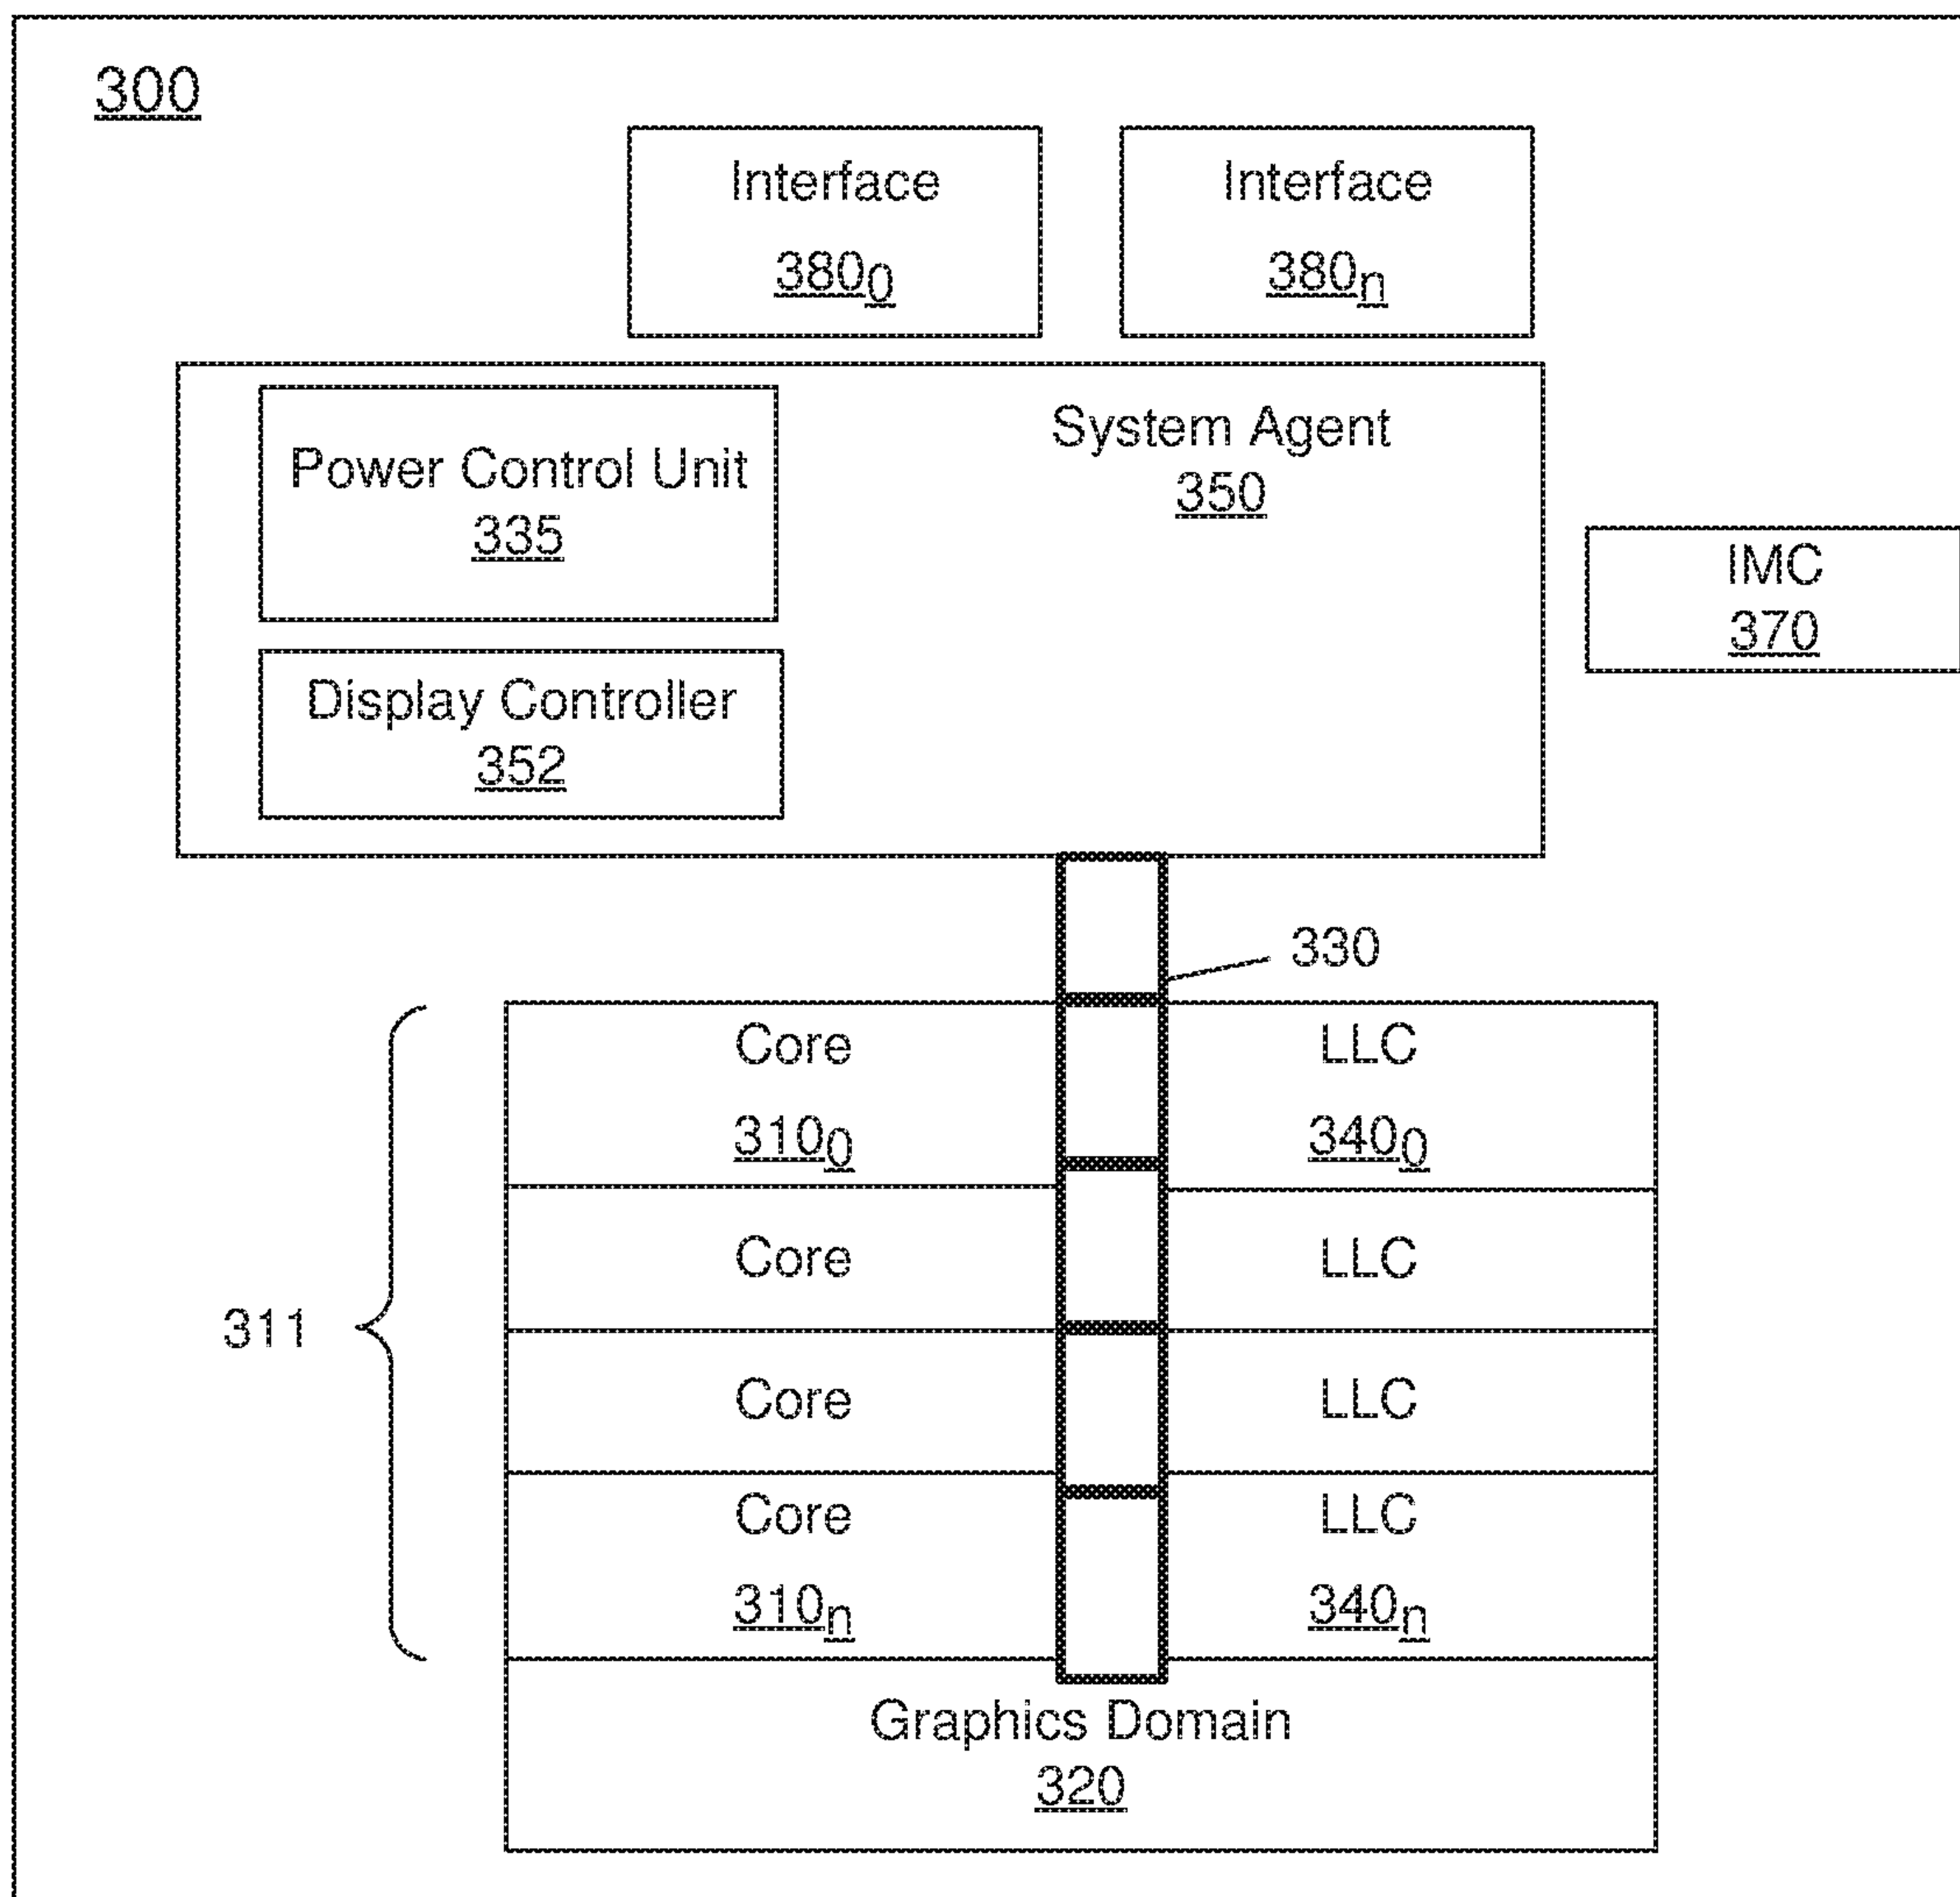 300
Interface
380₀
Interface
380ₙ
Power Control Unit
335
System Agent
350
Display Controller
352
IMC
370
330
311
Core
310₀
LLC
340₀
Core
LLC
Core
LLC
Core
310ₙ
LLC
340ₙ
Graphics Domain
320